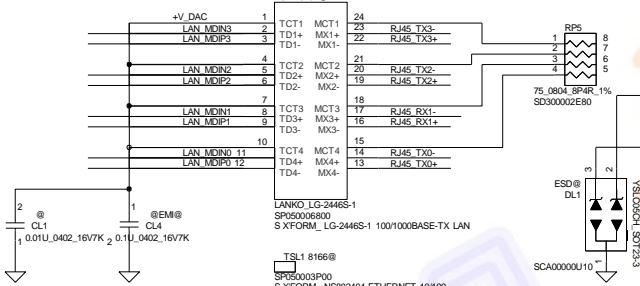 +V_DAC 1 TCT1 MCT1 24
LAN_MDIN3 2 TD1+ MX1+ 23 RJ45_TX3-
LAN_MDIP3 3 TD1- MX1- 22 RJ45_TX3+
4 TCT2 MCT2 21
LAN_MDIN2 5 TD2+ MX2+ 20 RJ45_TX2-
LAN_MDIP2 6 TD2- MX2- 19 RJ45_TX2+
7 TCT3 MCT3 18
LAN_MDIN1 8 TD3+ MX3+ 17 RJ45_RX1-
LAN_MDIP1 9 TD3- MX3- 16 RJ45_RX1+
10 TCT4 MCT4 15
LAN_MDIN0 11 TD4+ MX4+ 14 RJ45_TX0-
LAN_MDIP0 12 TD4- MX4- 13 RJ45_TX0+
LANKO_LG-2446S-1
SP050006800
S X'FORM_ LG-2446S-1 100/1000BASE-TX LAN
TSL1 8166@
SP050003P00
RP5
1 8
2 7
3 6
4 5
75_0804_8P4R_1%
SD300002E80
2 @
CL1
1 0.01U_0402_16V7K
1 @EMI@
CL4
2 0.1U_0402_16V7K
ESD@
DL1
3 2
1
YSLC05CH_SOT23-3
SCA00000U10